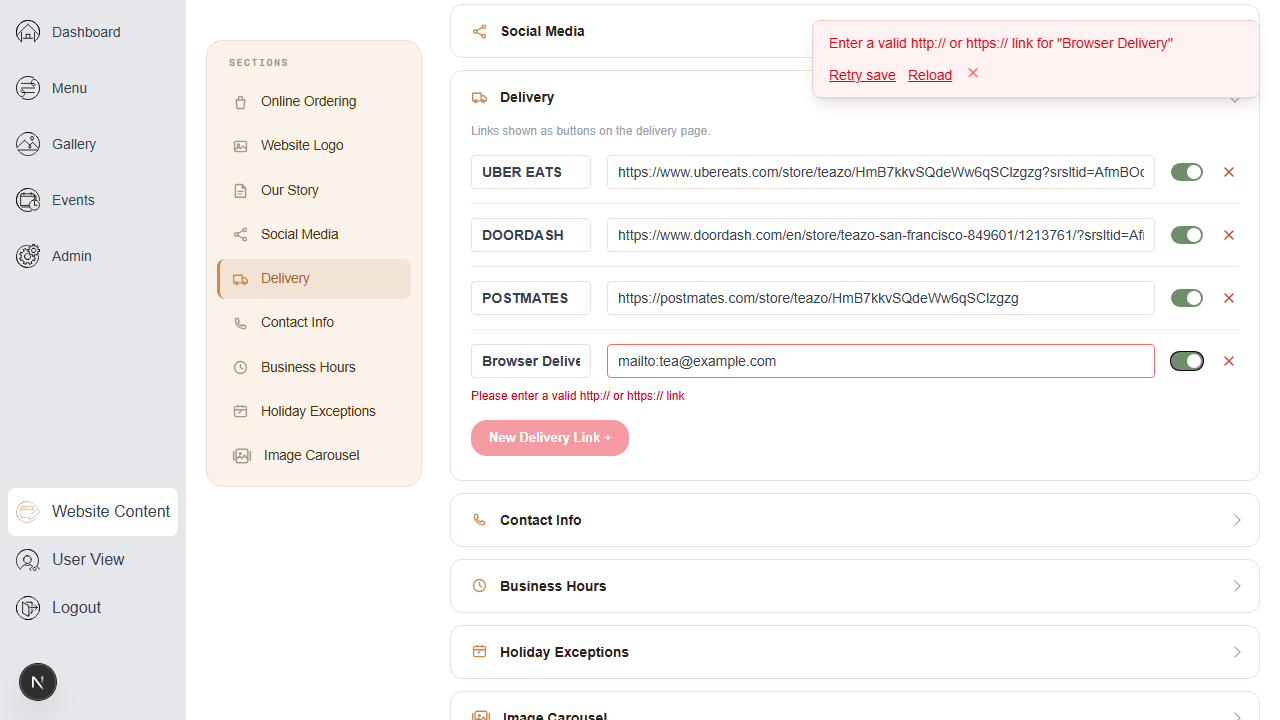 Dashboard
Menu
Gallery
Events
Admin
Website Content
User View
Logout
N
SECTIONS
Online Ordering
Website Logo
Our Story
Social Media
Delivery
Contact Info
Business Hours
Holiday Exceptions
Image Carousel
Social Media
Enter a valid http:// or https:// link for "Browser Delivery"
Retry save Reload
Delivery
Links shown as buttons on the delivery page.
UBER EATS https://www.ubereats.com/store/teazo/HmB7kkvSQdeWw6qSClzgzg?srsltid=AfmBOc
DOORDASH https://www.doordash.com/en/store/teazo-san-francisco-849601/1213761/?srsltid=Af
POSTMATES https://postmates.com/store/teazo/HmB7kkvSQdeWw6qSClzgzg
Browser Delive mailto:tea@example.com
Please enter a valid http:// or https:// link
New Delivery Link +
Contact Info
Business Hours
Holiday Exceptions
Image Carousel